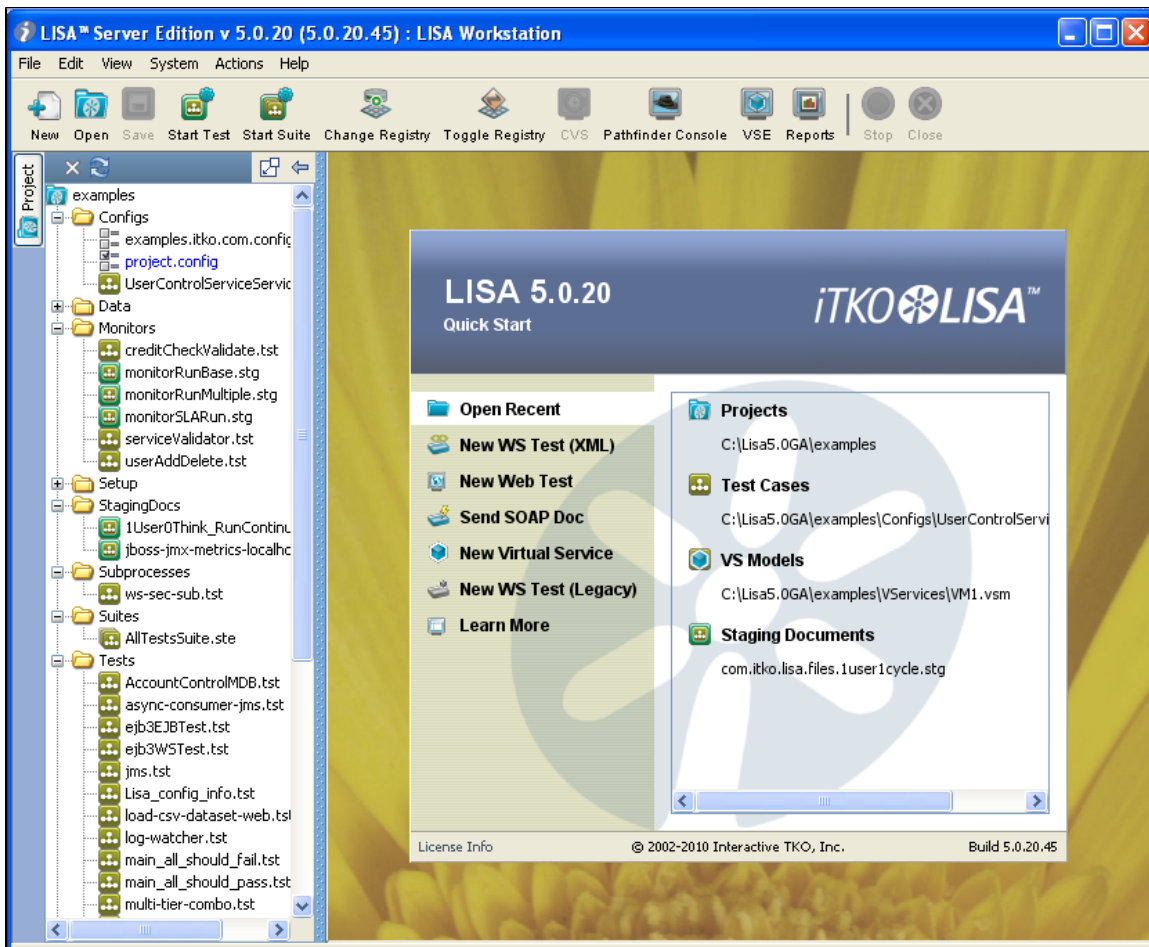 LISA™ Server Edition v 5.0.20 (5.0.20.45) : LISA Workstation
File Edit View System Actions Help
New Open Save Start Test Start Suite Change Registry Toggle Registry CVS Pathfinder Console VSE Reports Stop Close
Project
examples
Configs
examples.itko.com.config
project.config
UserControlServiceServic
Data
Monitors
creditCheckValidate.tst
monitorRunBase.stg
monitorRunMultiple.stg
monitorSLARun.stg
serviceValidator.tst
userAddDelete.tst
Setup
StagingDocs
1User0Think_RunContinu
jboss-jmx-metrics-localhc
Subprocesses
ws-sec-sub.tst
Suites
AllTestsSuite.ste
Tests
AccountControlMDB.tst
async-consumer-jms.tst
ejb3EJBTest.tst
ejb3WSTest.tst
jms.tst
Lisa_config_info.tst
load-csv-dataset-web.tst
log-watcher.tst
main_all_should_fail.tst
main_all_should_pass.tst
multi-tier-combo.tst
LISA 5.0.20
Quick Start
iTKO LISA™
Open Recent
New WS Test (XML)
New Web Test
Send SOAP Doc
New Virtual Service
New WS Test (Legacy)
Learn More
Projects
C:\Lisa5.0GA\examples
Test Cases
C:\Lisa5.0GA\examples\Configs\UserControlServi
VS Models
C:\Lisa5.0GA\examples\VServices\VM1.vsm
Staging Documents
com.itko.lisa.files.1user1cycle.stg
License Info © 2002-2010 Interactive TKO, Inc. Build 5.0.20.45